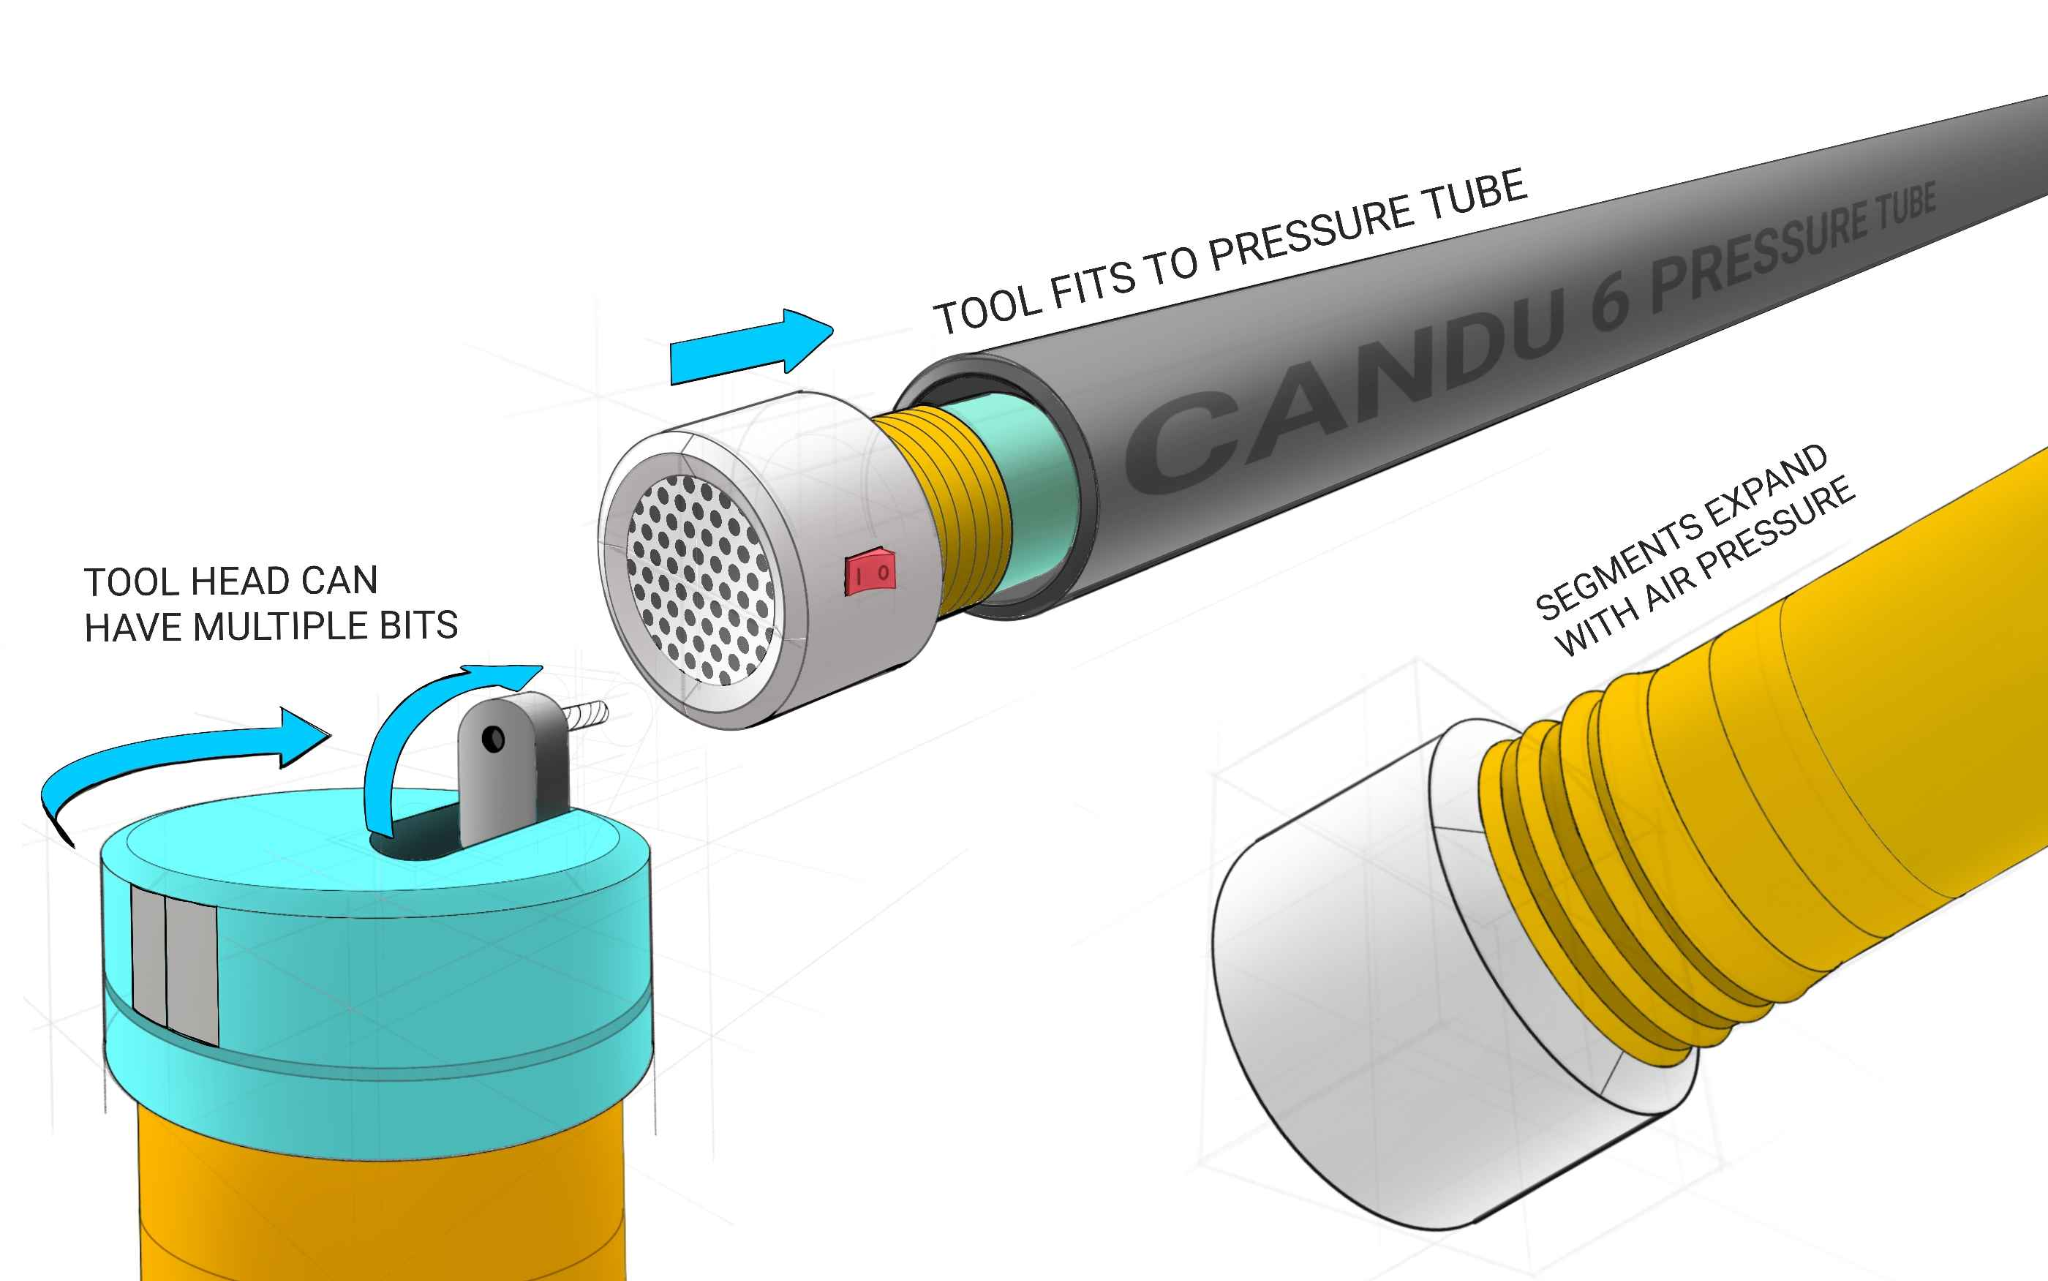 TOOL FITS TO PRESSURE TUBE
CANDU 6 PRESSURE TUBE
SEGMENTS EXPAND
WITH AIR PRESSURE
TOOL HEAD CAN
HAVE MULTIPLE BITS
I O